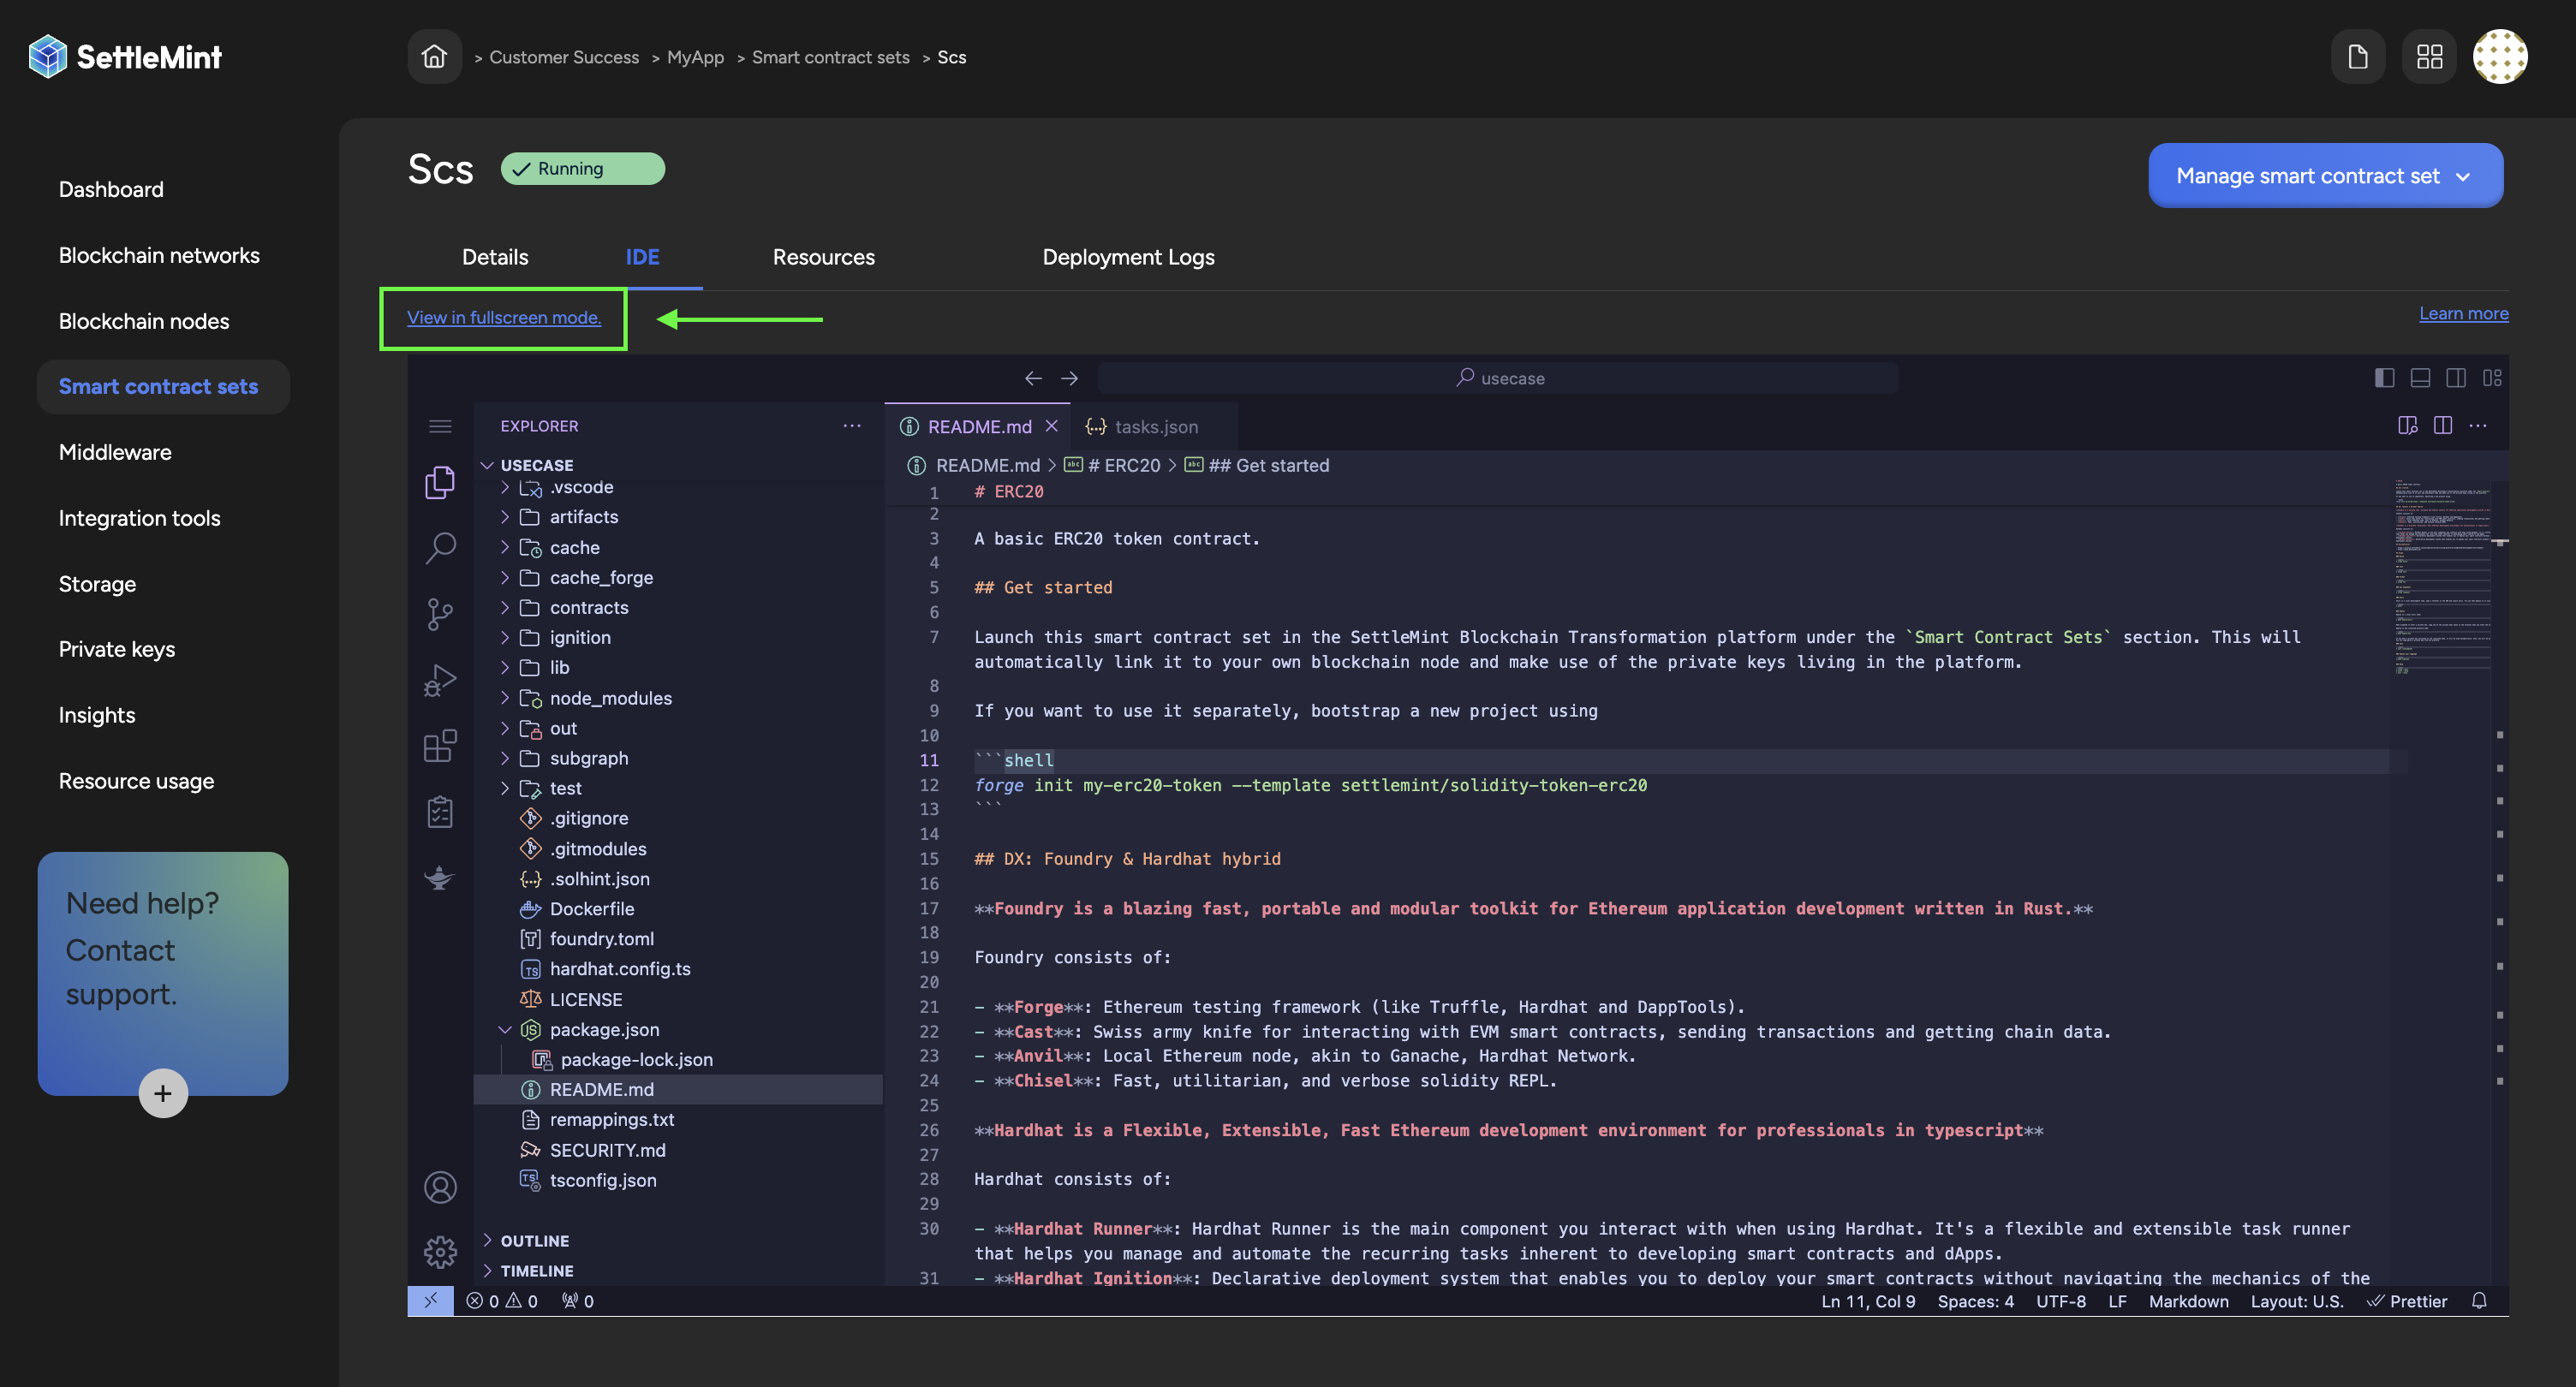 SettleMint
> Customer Success > MyApp > Smart contract sets > Scs
Dashboard
Blockchain networks
Blockchain nodes
Smart contract sets
Middleware
Integration tools
Storage
Private keys
Insights
Resource usage
Need help?
Contact
support.
+
Scs
Running
Manage smart contract set
Details
IDE
Resources
Deployment Logs
View in fullscreen mode.
Learn more
usecase
EXPLORER
USECASE
.vscode
artifacts
cache
cache_forge
contracts
ignition
lib
node_modules
out
subgraph
test
.gitignore
.gitmodules
.solhint.json
Dockerfile
foundry.toml
hardhat.config.ts
LICENSE
package.json
package-lock.json
README.md
remappings.txt
SECURITY.md
tsconfig.json
OUTLINE
TIMELINE
README.md
tasks.json
README.md > # ERC20 > ## Get started
1 # ERC20
2
3 A basic ERC20 token contract.
4
5 ## Get started
6
7 Launch this smart contract set in the SettleMint Blockchain Transformation platform under the `Smart Contract Sets` section. This will
automatically link it to your own blockchain node and make use of the private keys living in the platform.
8
9 If you want to use it separately, bootstrap a new project using
10
11 ```shell
12 forge init my-erc20-token --template settlemint/solidity-token-erc20
13 ```
14
15 ## DX: Foundry & Hardhat hybrid
16
17 **Foundry is a blazing fast, portable and modular toolkit for Ethereum application development written in Rust.**
18
19 Foundry consists of:
20
21 - **Forge**: Ethereum testing framework (like Truffle, Hardhat and DappTools).
22 - **Cast**: Swiss army knife for interacting with EVM smart contracts, sending transactions and getting chain data.
23 - **Anvil**: Local Ethereum node, akin to Ganache, Hardhat Network.
24 - **Chisel**: Fast, utilitarian, and verbose solidity REPL.
25
26 **Hardhat is a Flexible, Extensible, Fast Ethereum development environment for professionals in typescript**
27
28 Hardhat consists of:
29
30 - **Hardhat Runner**: Hardhat Runner is the main component you interact with when using Hardhat. It's a flexible and extensible task runner
that helps you manage and automate the recurring tasks inherent to developing smart contracts and dApps.
31 - **Hardhat Ignition**: Declarative deployment system that enables you to deploy your smart contracts without navigating the mechanics of the
0 0 0
Ln 11, Col 9 Spaces: 4 UTF-8 LF Markdown Layout: U.S. Prettier